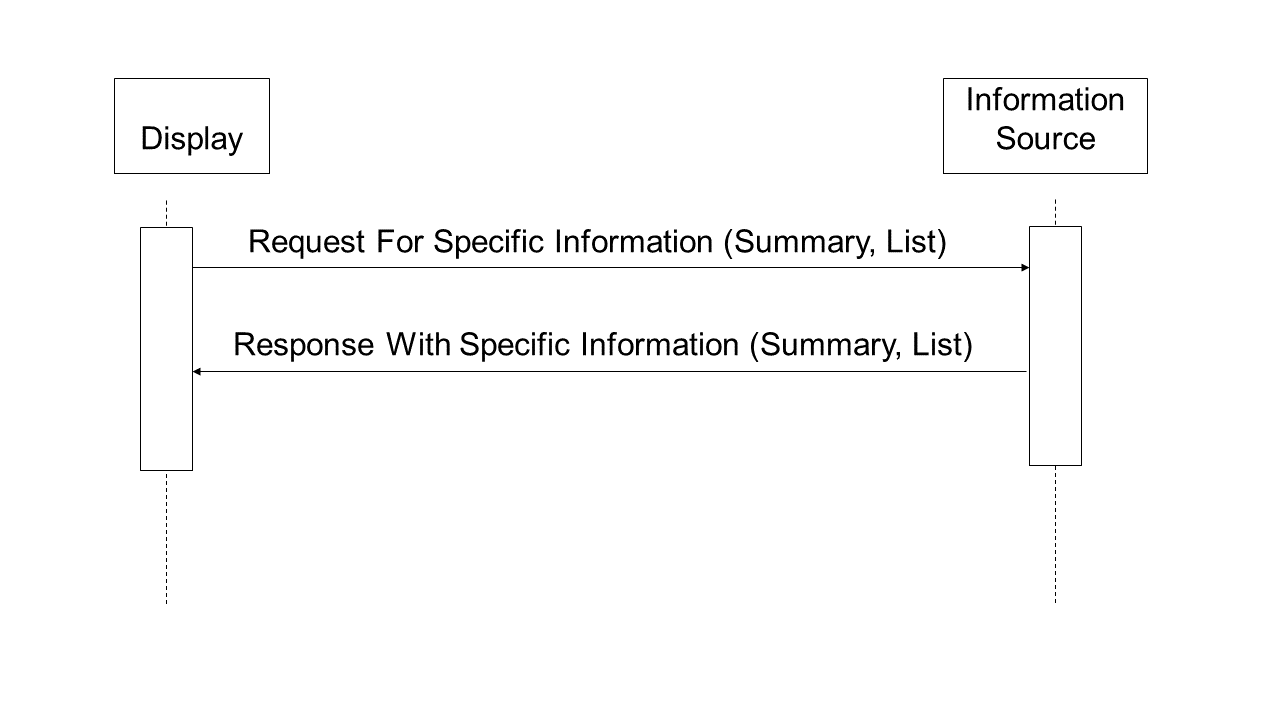 Display
Information
Source
Request For Specific Information (Summary, List)
Response With Specific Information (Summary, List)